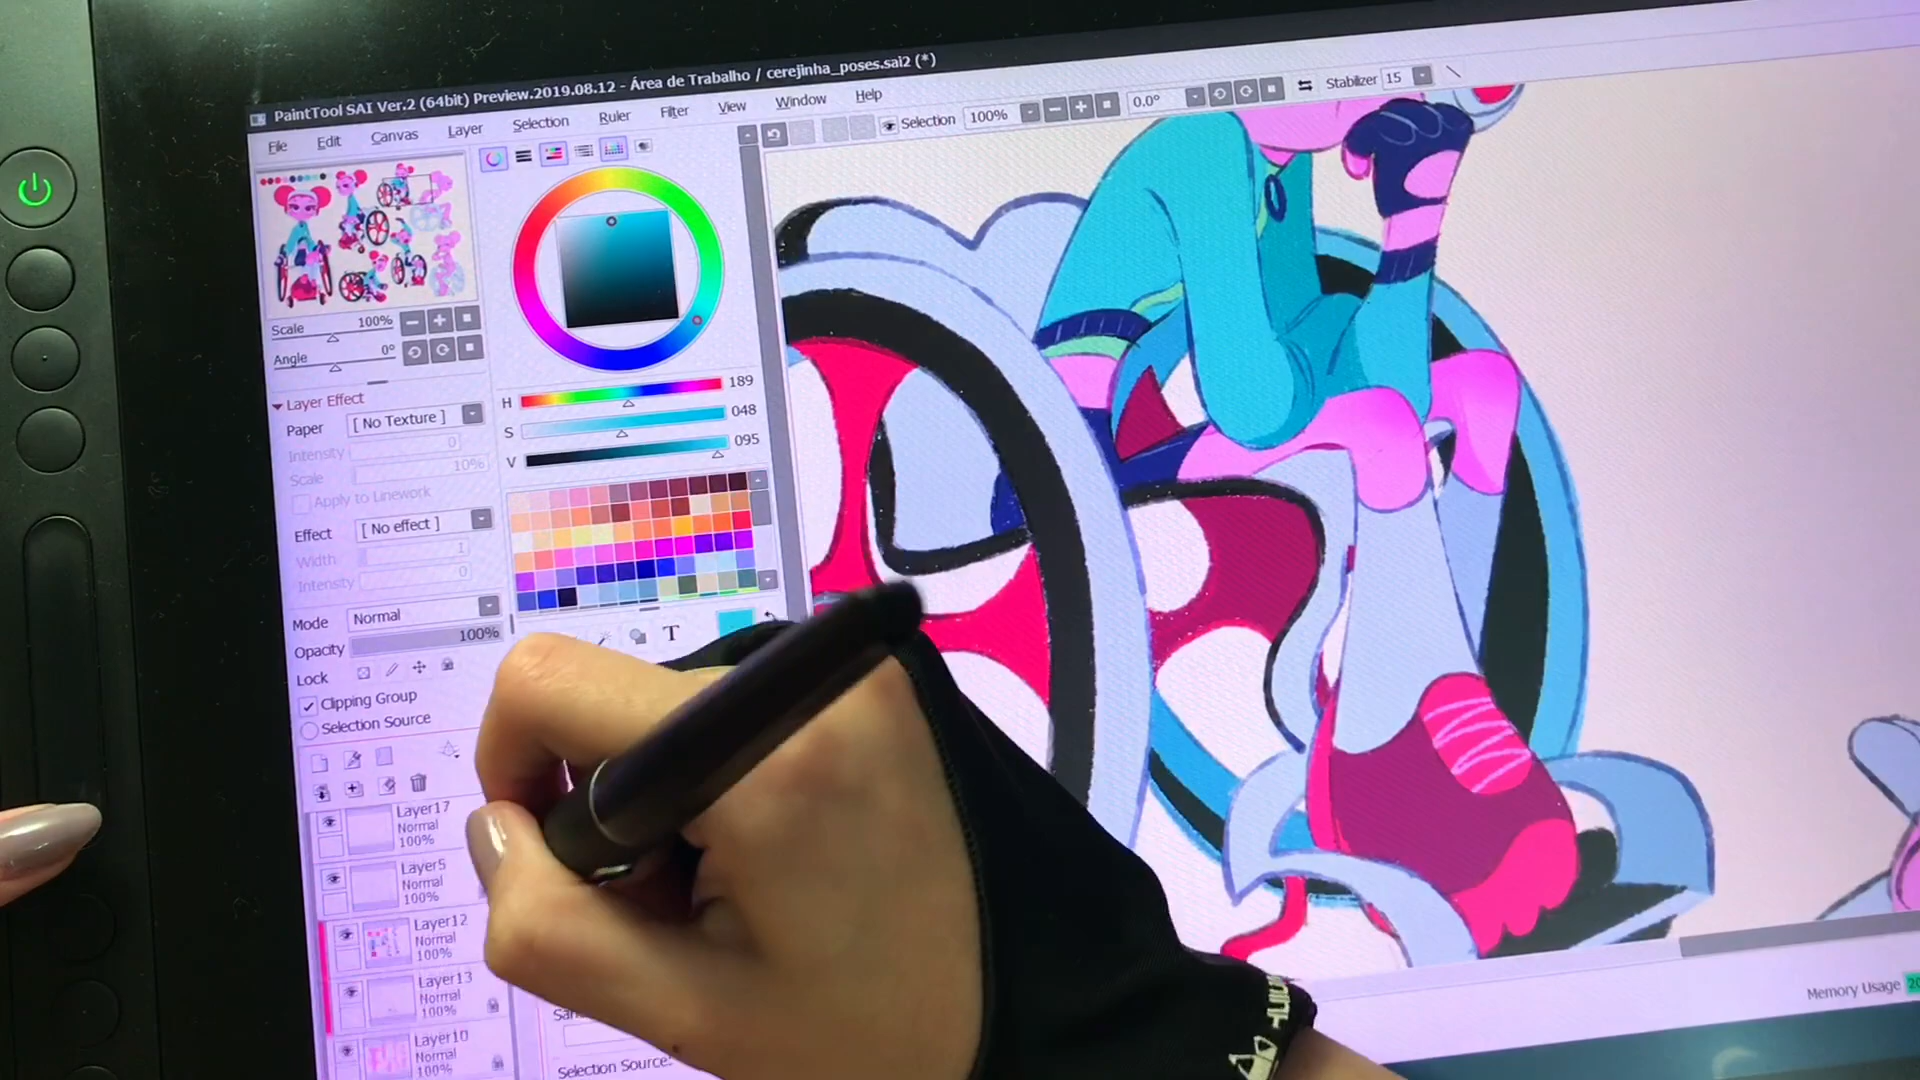 PaintTool SAI Ver.2 (64bit) Preview.2019.08.12 - Área de Trabalho / cerejinha_poses.sai2 (*)
File Edit Canvas Layer Selection Ruler Filter View Window Help
Selection 100% 0.0° Stabilizer 15
Scale 100%
Angle 0°
Layer Effect
Paper [ No Texture ]
Intensity 0
Scale 10%
Apply to Linework
Effect [ No effect ]
Width 1
Intensity 0
Mode Normal
Opacity 100%
Lock
Clipping Group
Selection Source
H 189
S 048
V 095
T
Layer17
Normal
100%
Layer5
Normal
100%
Layer12
Normal
100%
Layer13
Normal
100%
Layer10
Normal
100%
Selection Source:
Memory Usage